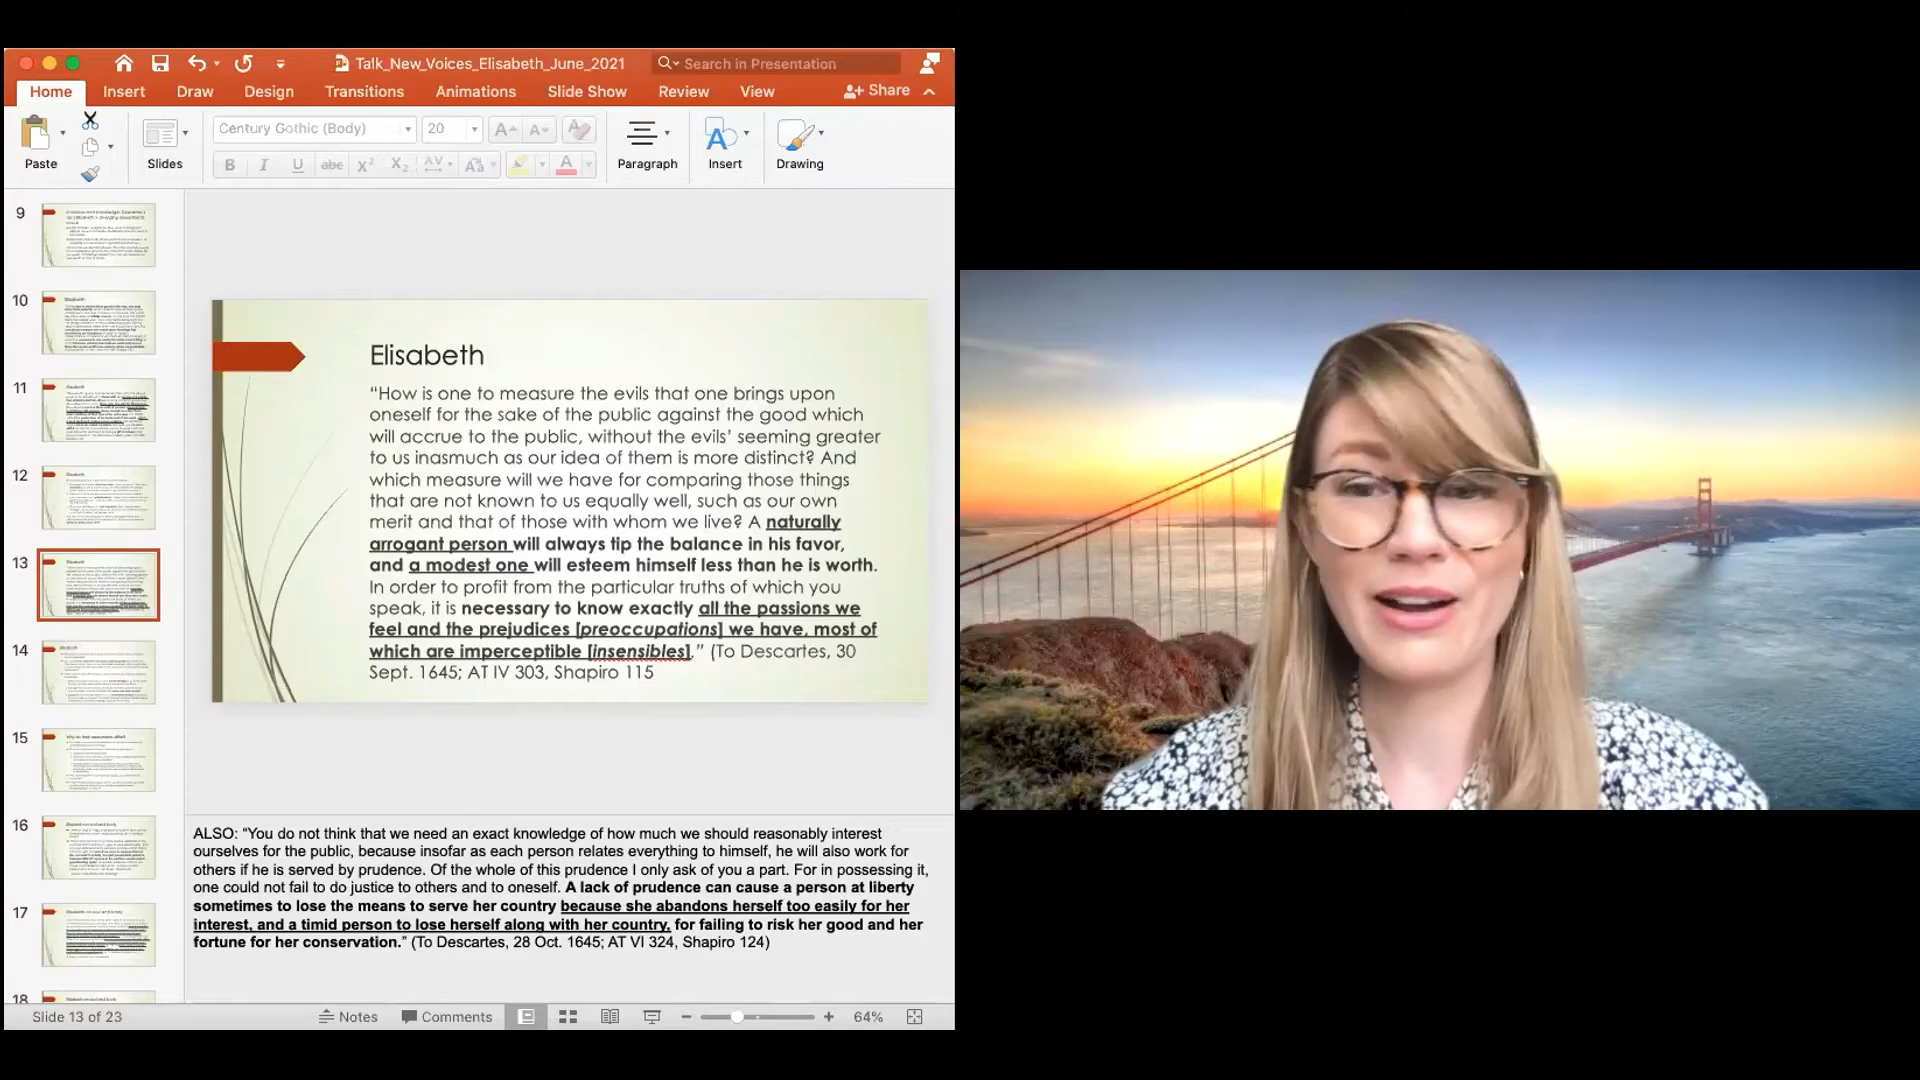 Talk_New_Voices_Elisabeth_June_2021
Search in Presentation
Home Insert Draw Design Transitions Animations Slide Show Review View Share
Century Gothic (Body) 20
Paste Slides Paragraph Insert Drawing
9
10
11
12
13
14
15
16
17
18
Elisabeth
“How is one to measure the evils that one brings upon
oneself for the sake of the public against the good which
will accrue to the public, without the evils’ seeming greater
to us inasmuch as our idea of them is more distinct? And
which measure will we have for comparing those things
that are not known to us equally well, such as our own
merit and that of those with whom we live? A naturally
arrogant person will always tip the balance in his favor,
and a modest one will esteem himself less than he is worth.
In order to profit from the particular truths of which you
speak, it is necessary to know exactly all the passions we
feel and the prejudices [preoccupations] we have, most of
which are imperceptible [insensibles].” (To Descartes, 30
Sept. 1645; AT IV 303, Shapiro 115
ALSO: “You do not think that we need an exact knowledge of how much we should reasonably interest
ourselves for the public, because insofar as each person relates everything to himself, he will also work for
others if he is served by prudence. Of the whole of this prudence I only ask of you a part. For in possessing it,
one could not fail to do justice to others and to oneself. A lack of prudence can cause a person at liberty
sometimes to lose the means to serve her country because she abandons herself too easily for her
interest, and a timid person to lose herself along with her country, for failing to risk her good and her
fortune for her conservation.” (To Descartes, 28 Oct. 1645; AT VI 324, Shapiro 124)
Slide 13 of 23 Notes Comments 64%